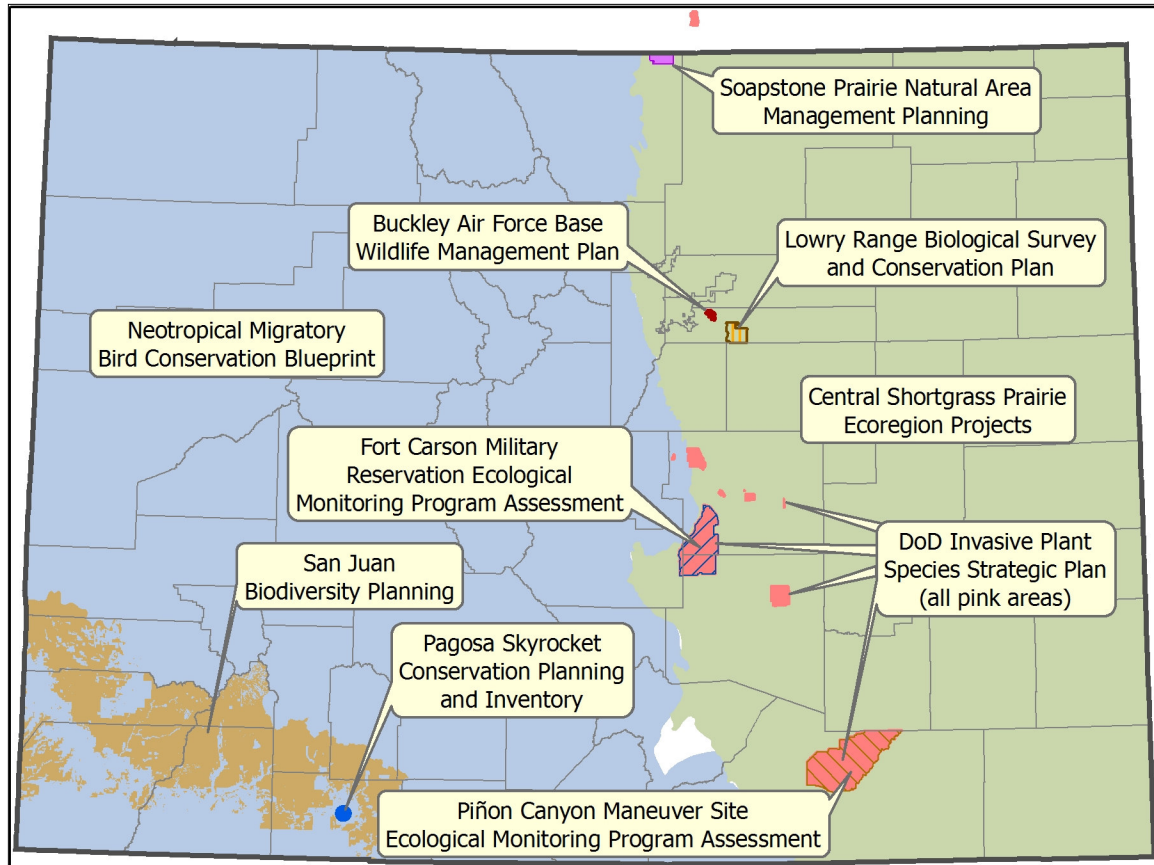 Soapstone Prairie Natural Area
Management Planning
Buckley Air Force Base
Wildlife Management Plan
Lowry Range Biological Survey
and Conservation Plan
Neotropical Migratory
Bird Conservation Blueprint
Central Shortgrass Prairie
Ecoregion Projects
Fort Carson Military
Reservation Ecological
Monitoring Program Assessment
DoD Invasive Plant
Species Strategic Plan
(all pink areas)
San Juan
Biodiversity Planning
Pagosa Skyrocket
Conservation Planning
and Inventory
Piñon Canyon Maneuver Site
Ecological Monitoring Program Assessment